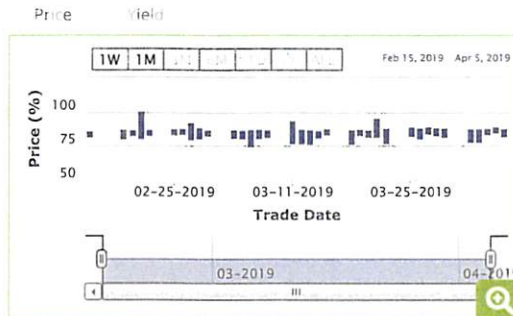 Price Yield
1W 1M
Feb 15, 2019 Apr 5, 2019
Price (%)
100
75
50
02-25-2019 03-11-2019 03-25-2019
Trade Date
03-2019 04-2019